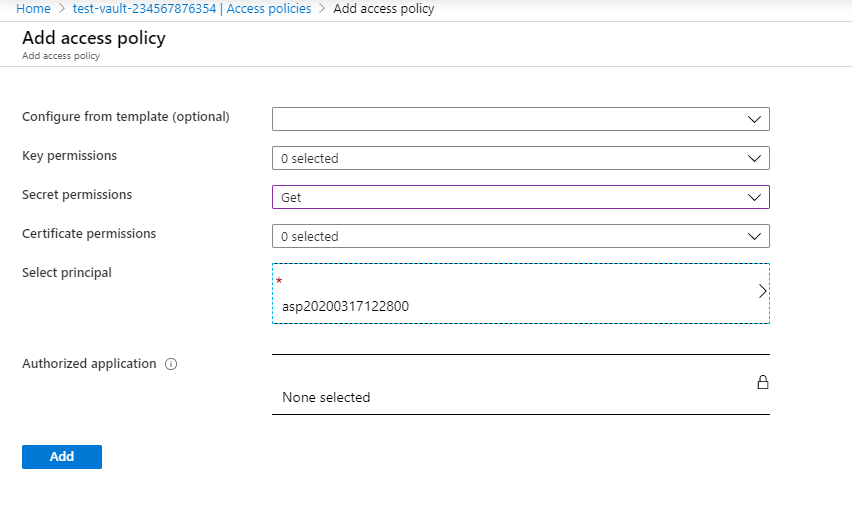 Home > test-vault-234567876354 | Access policies > Add access policy
Add access policy
Add access policy
Configure from template (optional)
Key permissions
0 selected
Secret permissions
Get
Certificate permissions
0 selected
Select principal
*
asp20200317122800
Authorized application
None selected
Add